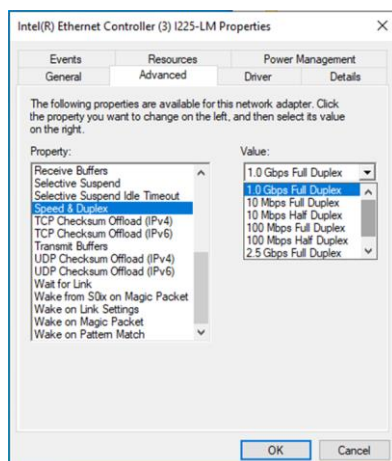 Intel(R) Ethernet Controller (3) I225-LM Properties
Events Resources Power Management
General Advanced Driver Details
The following properties are available for this network adapter. Click
the property you want to change on the left, and then select its value
on the right.
Property: Value:
Receive Buffers
Selective Suspend
Selective Suspend Idle Timeout
Speed & Duplex
TCP Checksum Offload (IPv4)
TCP Checksum Offload (IPv6)
Transmit Buffers
UDP Checksum Offload (IPv4)
UDP Checksum Offload (IPv6)
Wait for Link
Wake from S0ix on Magic Packet
Wake on Link Settings
Wake on Magic Packet
Wake on Pattern Match
1.0 Gbps Full Duplex
1.0 Gbps Full Duplex
10 Mbps Full Duplex
10 Mbps Half Duplex
100 Mbps Full Duplex
100 Mbps Half Duplex
2.5 Gbps Full Duplex
OK Cancel